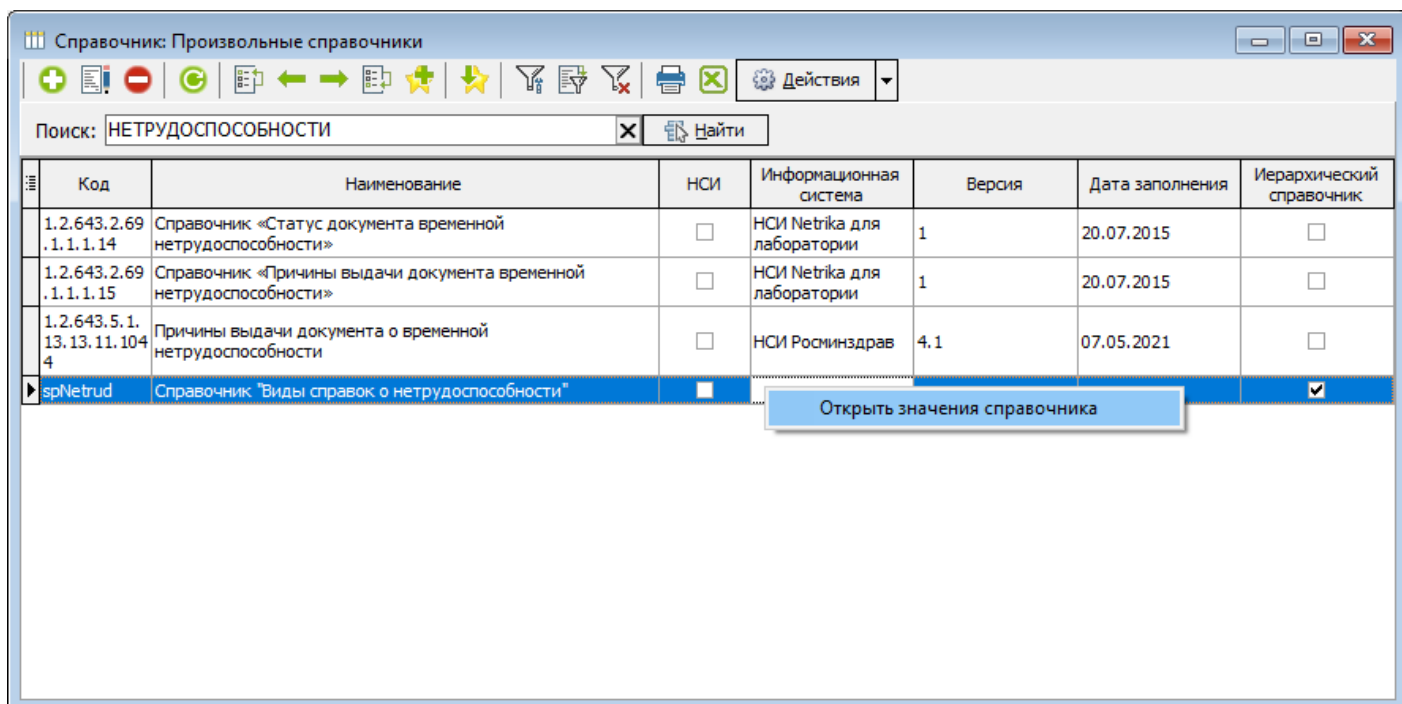 Справочник: Произвольные справочники
Действия
Поиск: НЕТРУДОСПОСОБНОСТИ Найти
Код Наименование НСИ Информационная система Версия Дата заполнения Иерархический справочник
1.2.643.2.69 Справочник «Статус документа временной НСИ Netrika для
.1.1.1.14 нетрудоспособности» лаборатории 1 20.07.2015
1.2.643.2.69 Справочник «Причины выдачи документа временной НСИ Netrika для
.1.1.1.15 нетрудоспособности» лаборатории 1 20.07.2015
1.2.643.5.1.
13.13.11.104 Причины выдачи документа о временной НСИ Росминздрав 4.1 07.05.2021
4 нетрудоспособности
spNetrud Справочник "Виды справок о нетрудоспособности"
Открыть значения справочника